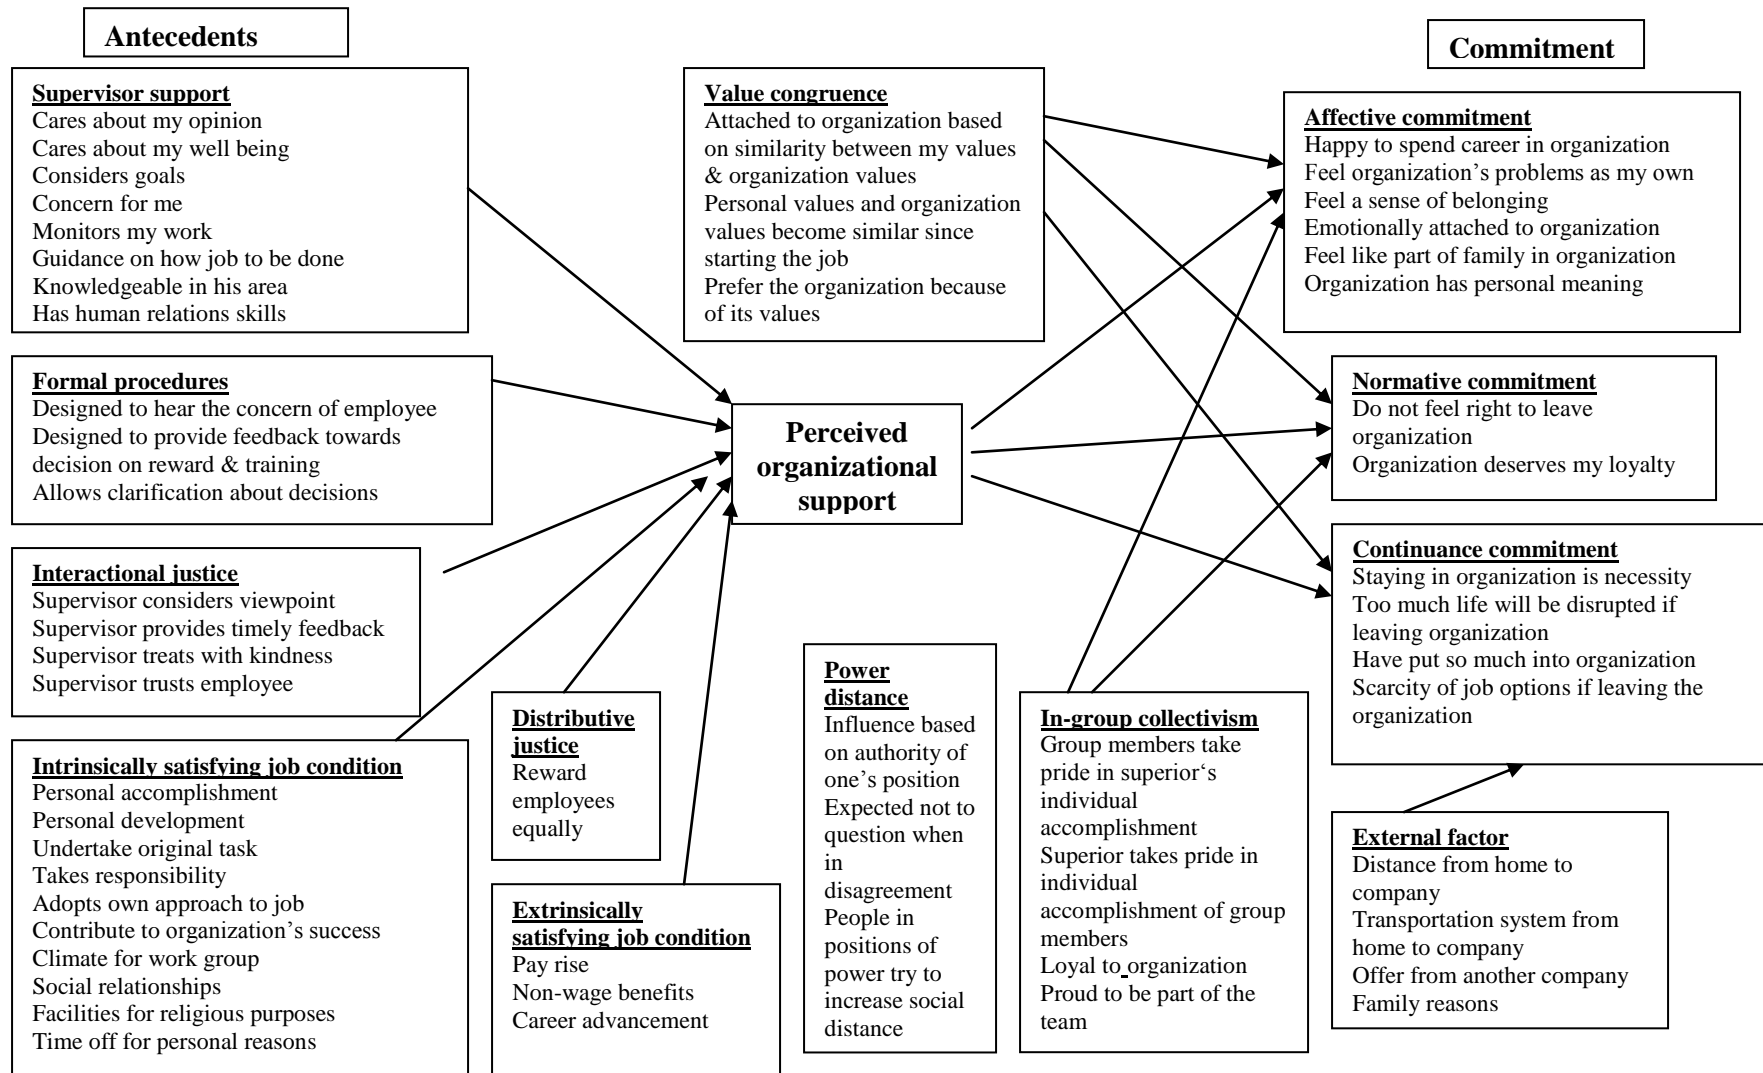 Antecedents
Supervisor support
Cares about my opinion
Cares about my well being
Considers goals
Concern for me
Monitors my work
Guidance on how job to be done
Knowledgeable in his area
Has human relations skills
Formal procedures
Designed to hear the concern of employee
Designed to provide feedback towards
decision on reward & training
Allows clarification about decisions
Interactional justice
Supervisor considers viewpoint
Supervisor provides timely feedback
Supervisor treats with kindness
Supervisor trusts employee
Intrinsically satisfying job condition
Personal accomplishment
Personal development
Undertake original task
Takes responsibility
Adopts own approach to job
Contribute to organization’s success
Climate for work group
Social relationships
Facilities for religious purposes
Time off for personal reasons
Distributive
justice
Reward
employees
equally
Extrinsically
satisfying job condition
Pay rise
Non-wage benefits
Career advancement
Value congruence
Attached to organization based
on similarity between my values
& organization values
Personal values and organization
values become similar since
starting the job
Prefer the organization because
of its values
Perceived
organizational
support
Power
distance
Influence based
on authority of
one’s position
Expected not to
question when
in
disagreement
People in
positions of
power try to
increase social
distance
In-group collectivism
Group members take
pride in superior‘s
individual
accomplishment
Superior takes pride in
individual
accomplishment of group
members
Loyal to organization
Proud to be part of the
team
Commitment
Affective commitment
Happy to spend career in organization
Feel organization’s problems as my own
Feel a sense of belonging
Emotionally attached to organization
Feel like part of family in organization
Organization has personal meaning
Normative commitment
Do not feel right to leave
organization
Organization deserves my loyalty
Continuance commitment
Staying in organization is necessity
Too much life will be disrupted if
leaving organization
Have put so much into organization
Scarcity of job options if leaving the
organization
External factor
Distance from home to
company
Transportation system from
home to company
Offer from another company
Family reasons